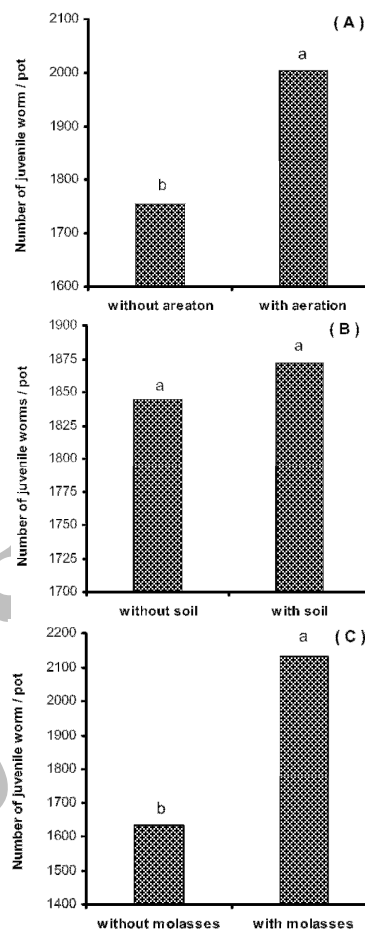 ( A )
Number of juvenile worm / pot
2100
2000
1900
1800
1700
1600
a
b
without areaton
with aeration
( B )
Number of juvenile worms / pot
1900
1875
1850
1825
1800
1775
1750
1725
1700
a
a
without soil
with soil
( C )
Number of juvenile worm / pot
2200
2100
2000
1900
1800
1700
1600
1500
1400
a
b
without molasses
with molasses